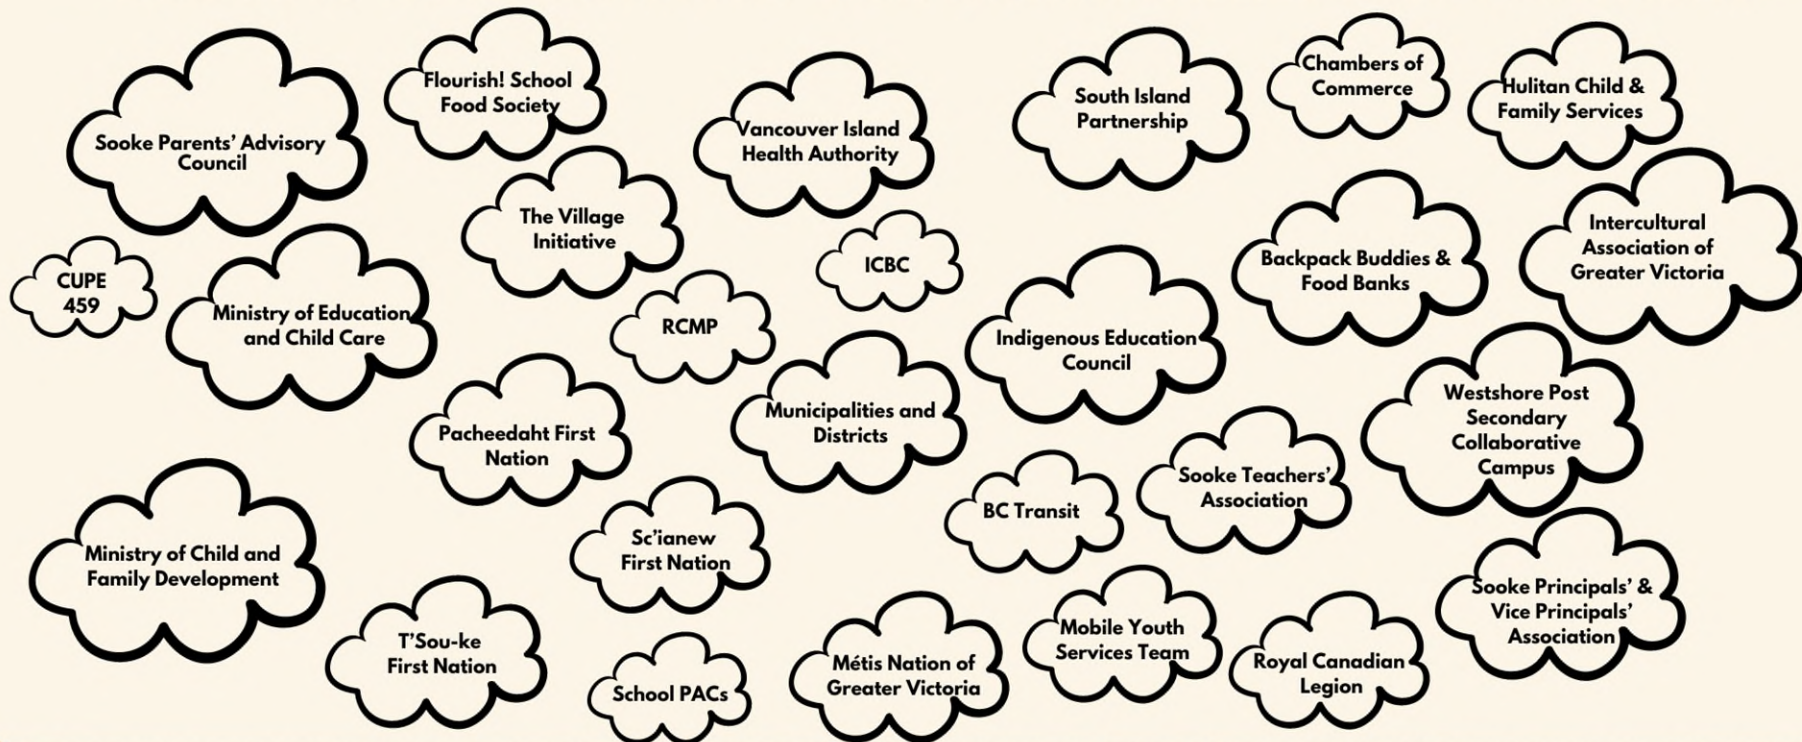 Sooke Parents' Advisory
Council
Flourish! School
Food Society
Vancouver Island
Health Authority
South Island
Partnership
Chambers of
Commerce
Hulitan Child &
Family Services
The Village
Initiative
ICBC
Backpack Buddies &
Food Banks
Intercultural
Association of
Greater Victoria
CUPE
459
Ministry of Education
and Child Care
RCMP
Indigenous Education
Council
Pacheedaht First
Nation
Municipalities and
Districts
Westshore Post
Secondary
Collaborative
Campus
BC Transit
Sooke Teachers'
Association
Ministry of Child and
Family Development
Sc'ianew
First Nation
Sooke Principals' &
Vice Principals'
Association
T'Sou-ke
First Nation
School PACs
Métis Nation of
Greater Victoria
Mobile Youth
Services Team
Royal Canadian
Legion